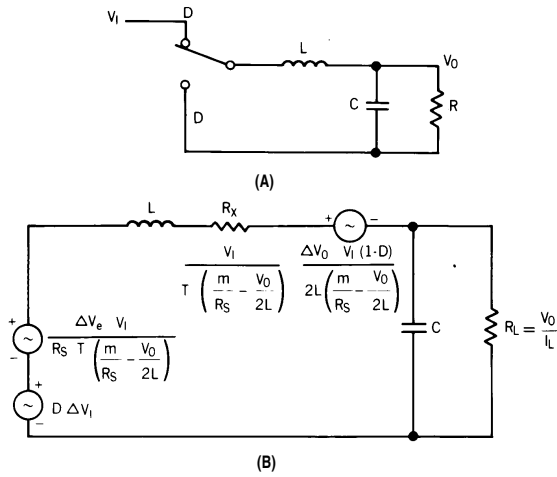 V_I D
L
V_O
C
R
D
(A)
L
R_X
+ ~ −
V_I
T ( m/R_S − V_O/2L )
ΔV_O V_I (1-D)
2L ( m/R_S − V_O/2L )
+ ~ −
ΔV_e V_I
R_S T ( m/R_S − V_O/2L )
+ ~ −
D ΔV_I
C
R_L = V_O/I_L
(B)